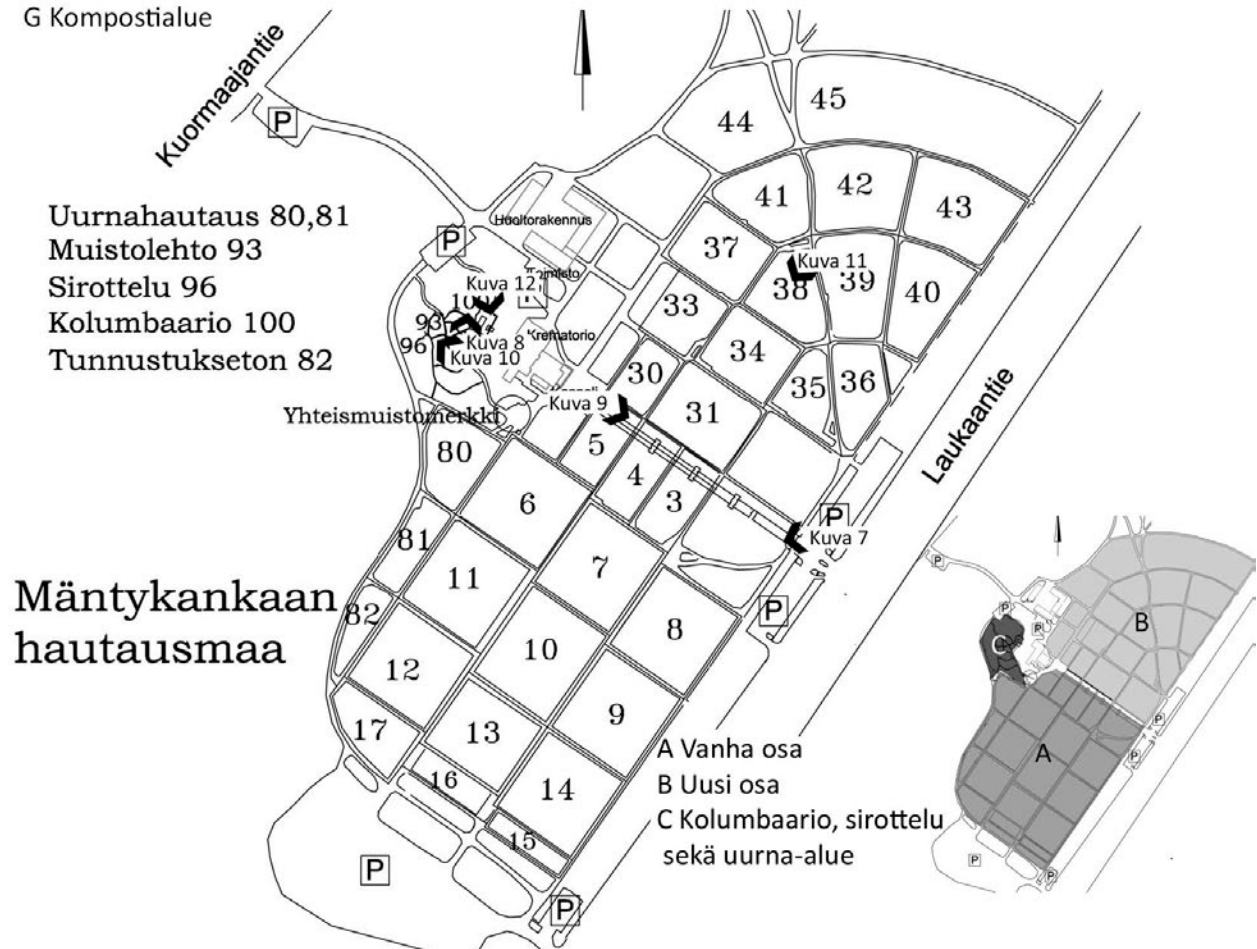 G Kompostialue
Kuormaajantie
P
45
44
42
41
43
Uurnahautaus 80,81
Muistolehto 93
Sirottelu 96
Kolumbaario 100
Tunnustukseton 82
Huoltorakennus
P
37
Kuva 11
38
39
40
Kuva 12
100
93
96
Kuva 8
Kuva 10
Krematorio
33
34
35
36
30
31
Kuva 9
Yhteismuistomerkki
Laukaantie
80
5
4
3
6
P
Kuva 7
81
7
11
P
8
82
10
12
9
17
13
16
14
15
P
P
Mäntykankaan
hautausmaa
A Vanha osa
B Uusi osa
C Kolumbaario, sirottelu
sekä uurna-alue
P
P
P
B
C
A
P
P
P
P